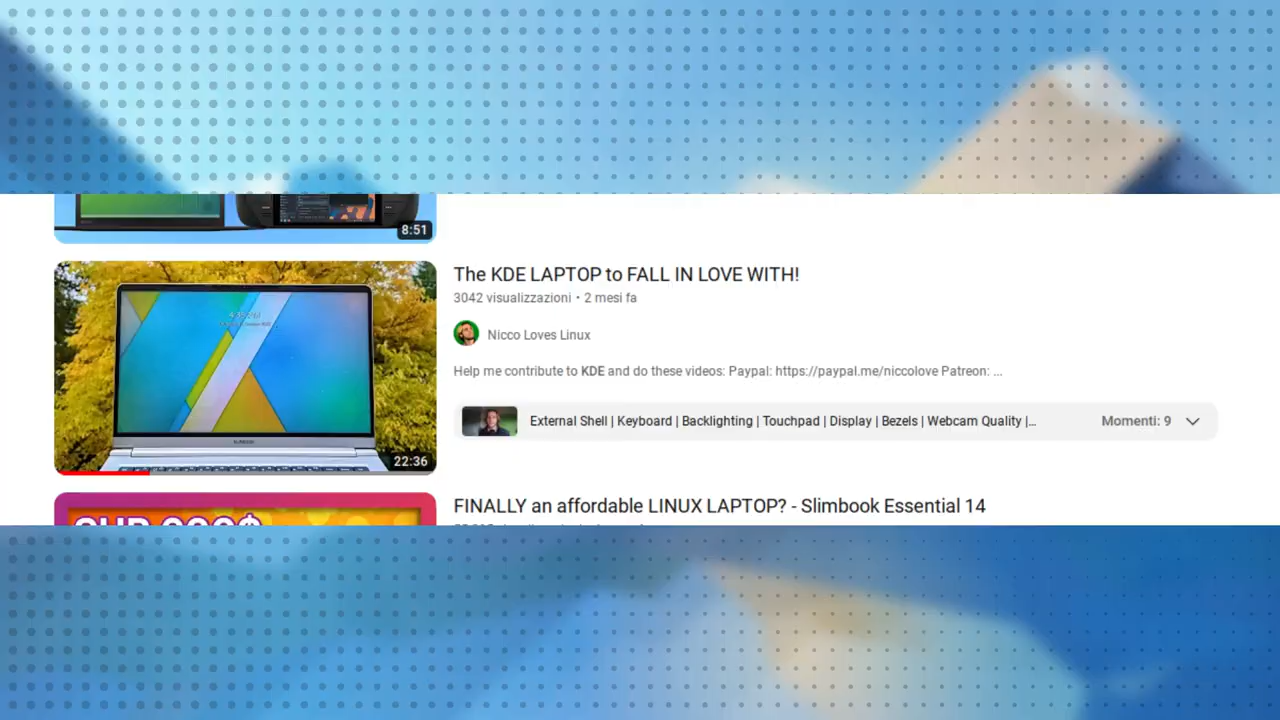 8:51
The KDE LAPTOP to FALL IN LOVE WITH!
3042 visualizzazioni • 2 mesi fa
Nicco Loves Linux
Help me contribute to KDE and do these videos: Paypal: https://paypal.me/niccolove Patreon: ...
External Shell | Keyboard | Backlighting | Touchpad | Display | Bezels | Webcam Quality |...
Momenti: 9
22:36
FINALLY an affordable LINUX LAPTOP? - Slimbook Essential 14